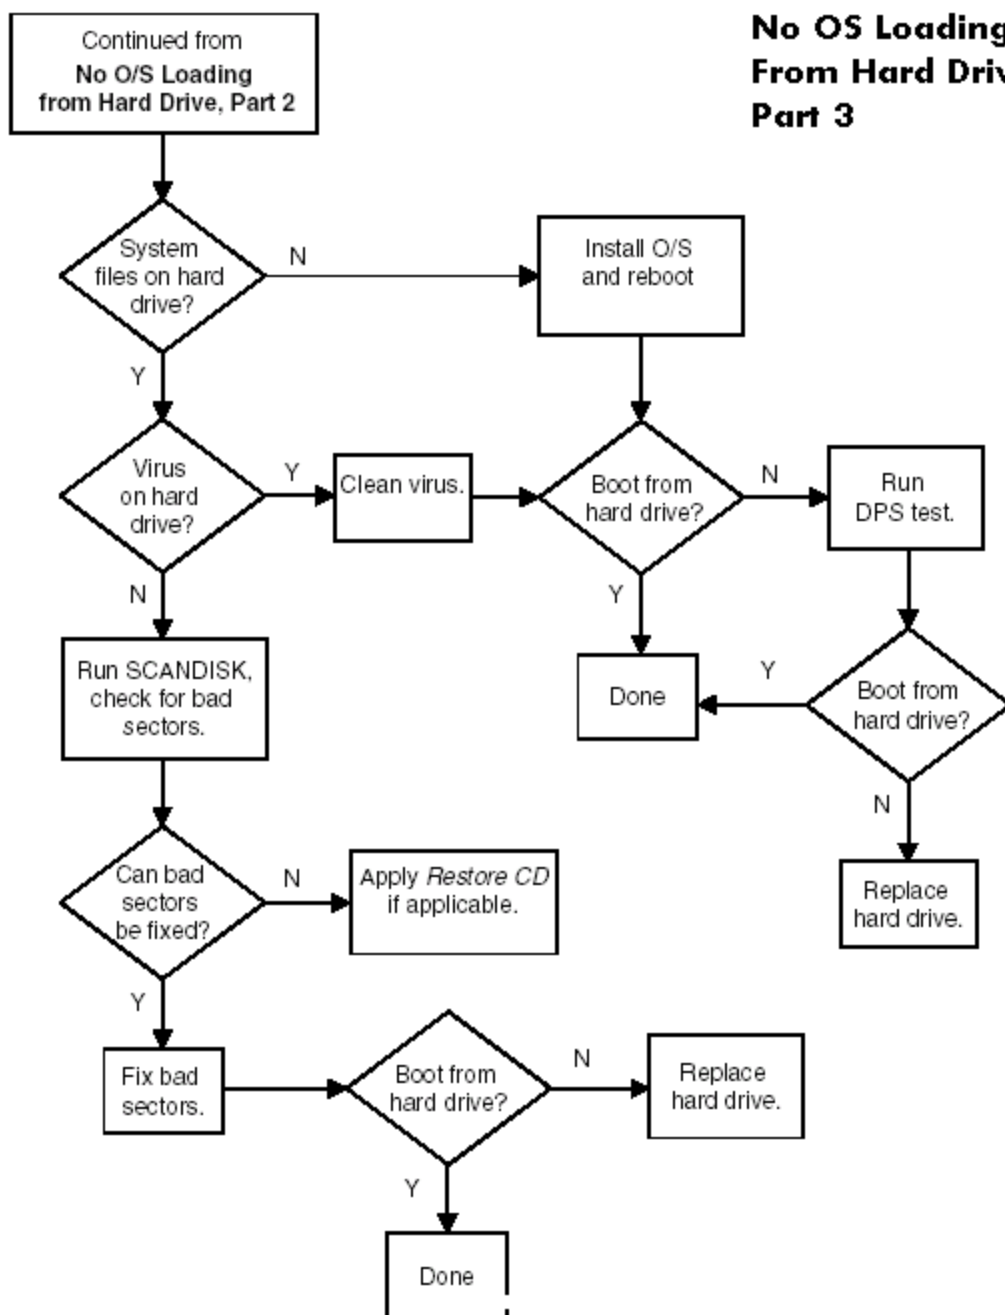 No OS Loading
From Hard Driv
Part 3
Continued from
No O/S Loading
from Hard Drive, Part 2
System
files on hard
drive?
N
Y
Install O/S
and reboot
Virus
on hard
drive?
Y
N
Clean virus.
Boot from
hard drive?
N
Y
Run
DPS test.
Run SCANDISK,
check for bad
sectors.
Done
Y
Boot from
hard drive?
N
Can bad
sectors
be fixed?
N
Y
Apply Restore CD
if applicable.
Replace
hard drive.
Fix bad
sectors.
Boot from
hard drive?
N
Y
Replace
hard drive.
Done